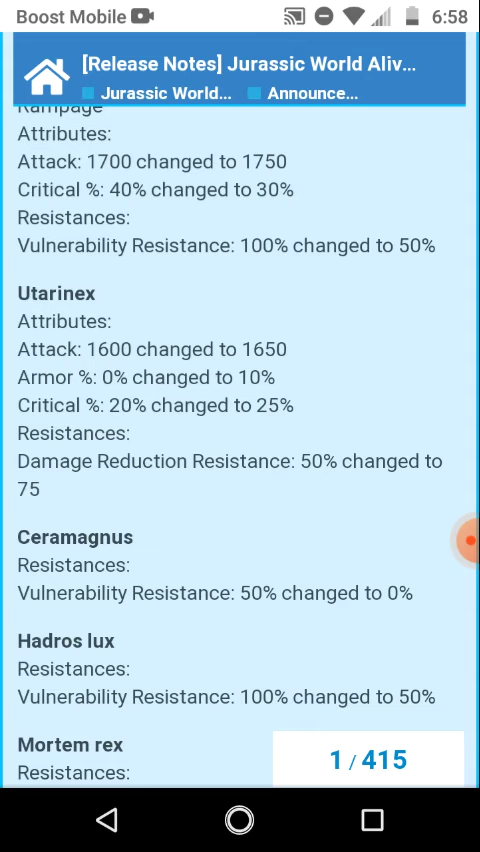 Boost Mobile 6:58
[Release Notes] Jurassic World Aliv...
Jurassic World... Announce...
Rampage
Attributes:
Attack: 1700 changed to 1750
Critical %: 40% changed to 30%
Resistances:
Vulnerability Resistance: 100% changed to 50%
Utarinex
Attributes:
Attack: 1600 changed to 1650
Armor %: 0% changed to 10%
Critical %: 20% changed to 25%
Resistances:
Damage Reduction Resistance: 50% changed to
75
Ceramagnus
Resistances:
Vulnerability Resistance: 50% changed to 0%
Hadros lux
Resistances:
Vulnerability Resistance: 100% changed to 50%
Mortem rex
Resistances:
1 / 415